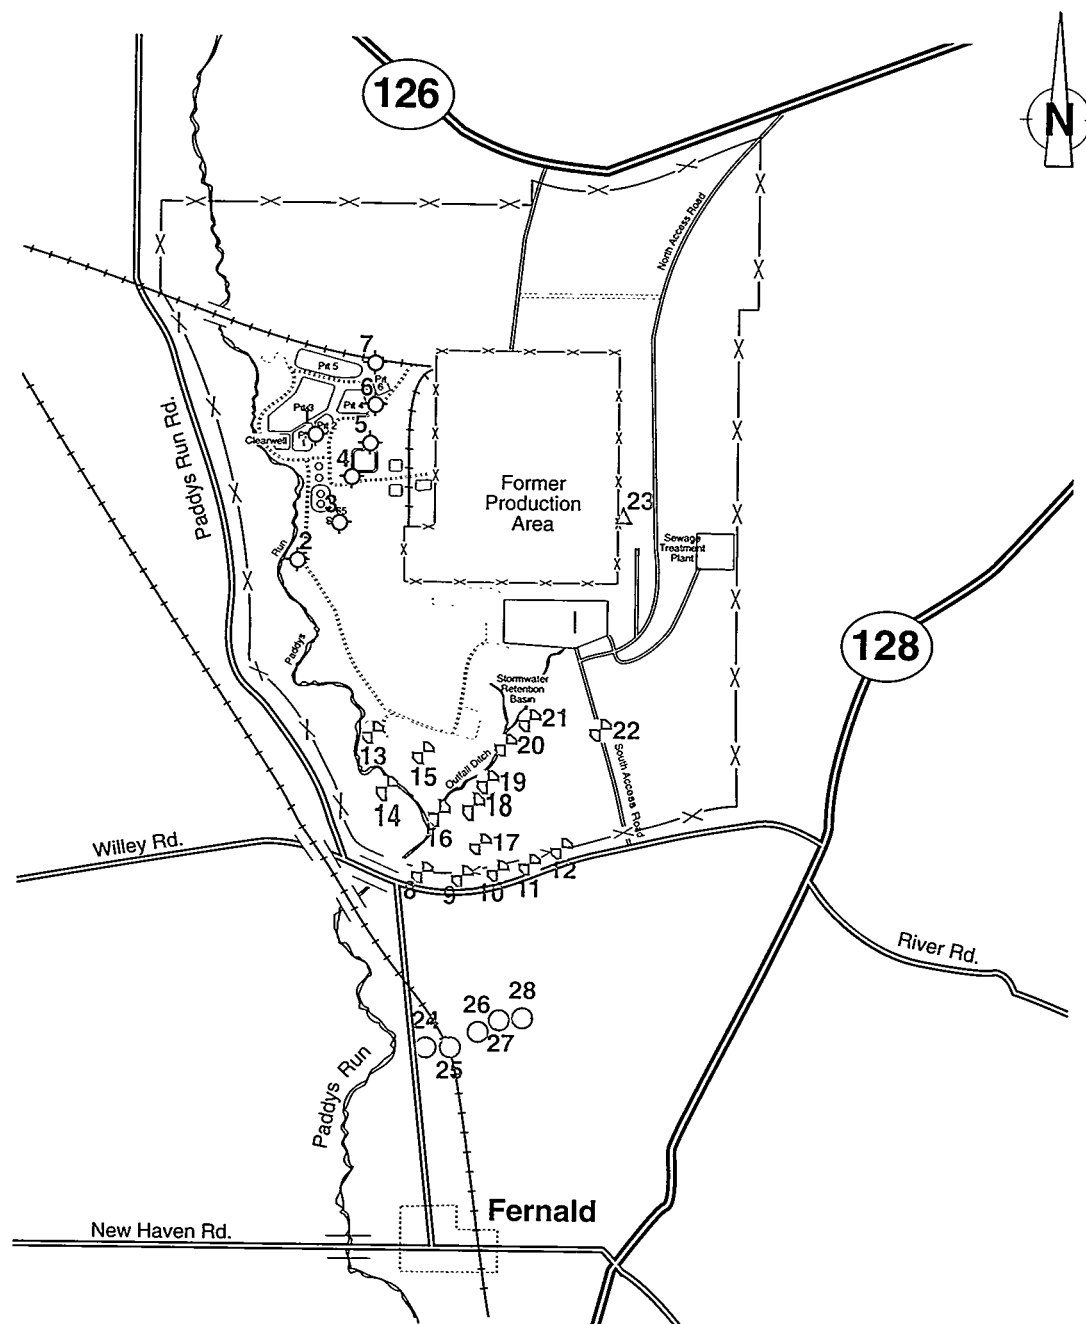 126
N
North Access Road
7
Pit 5
6
Pit
6
Pit 4
Pit 3
5
Pit 2
Pit
1
Clearwell
4
Paddys Run Rd.
Former
Production
Area
3
23
2
Run
Sewage
Treatment
Plant
128
Paddys
Stormwater
Retention
Basin
21
22
20
13
15
Outfall Ditch
19
South Access Road
14
18
16
17
Willey Rd.
12
11
10
9
8
River Rd.
28
26
24
27
25
Paddys Run
Fernald
New Haven Rd.